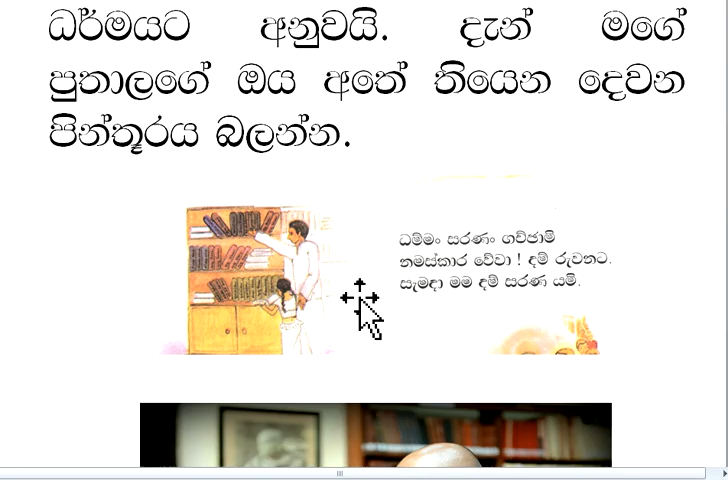 ධර්මයට අනුවයි. දැන් මගේ
පුතාලගේ ඔය අතේ තියෙන දෙවන
පින්තූරය බලන්න.
ධම්මං සරණං ගච්ඡාමි
නමස්කාර වේවා ! දම් රුවනට.
සැමදා මම දම් සරණ යමි.